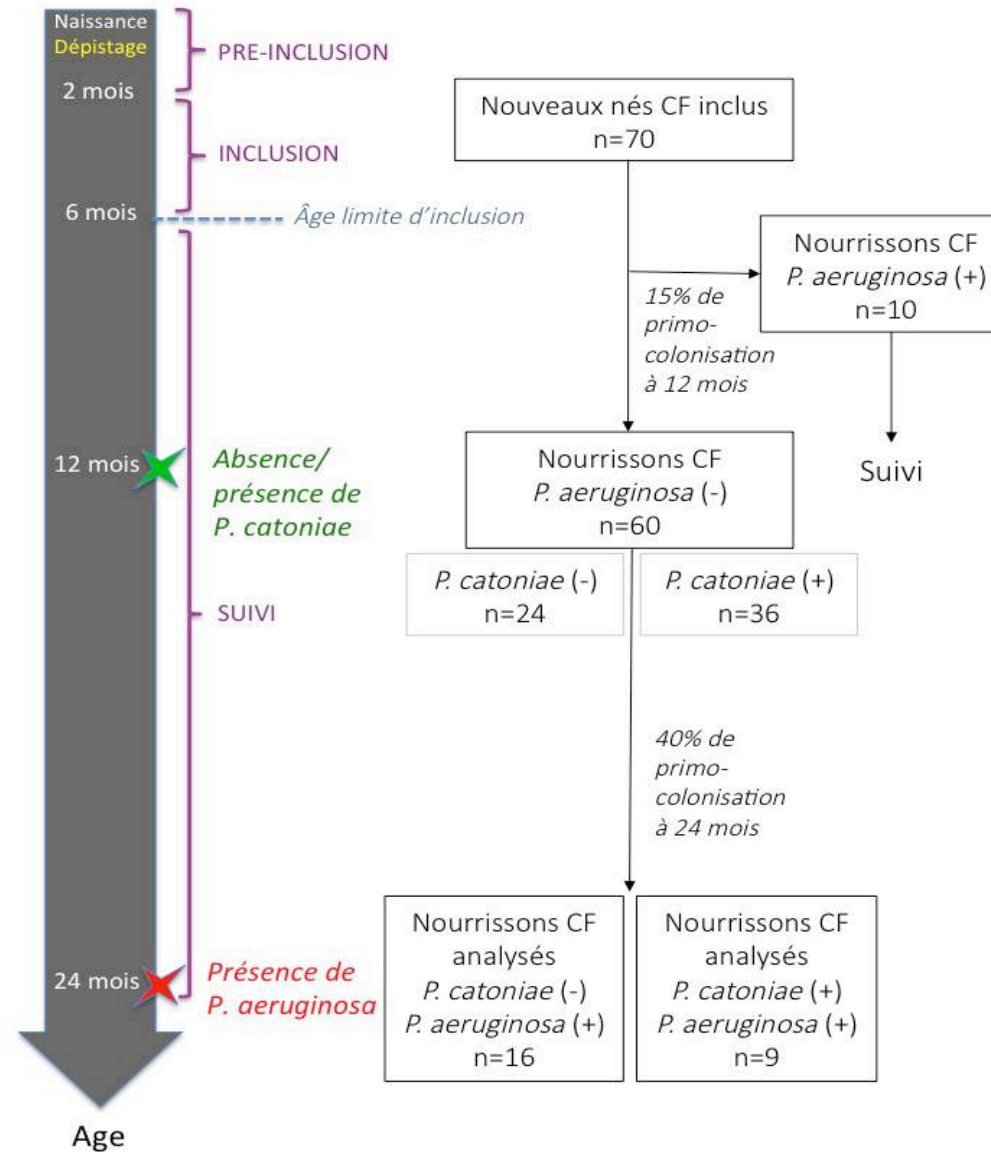 Naissance
Dépistage
2 mois
6 mois
12 mois
24 mois
Age
PRE-INCLUSION
INCLUSION
Âge limite d'inclusion
SUIVI
Absence/
présence de
P. catoniae
Présence de
P. aeruginosa
Nouveaux nés CF inclus
n=70
Nourrissons CF
P. aeruginosa (+)
n=10
15% de
primo-
colonisation
à 12 mois
Suivi
Nourrissons CF
P. aeruginosa (-)
n=60
P. catoniae (-)
n=24
P. catoniae (+)
n=36
40% de
primo-
colonisation
à 24 mois
Nourrissons CF
analysés
P. catoniae (-)
P. aeruginosa (+)
n=16
Nourrissons CF
analysés
P. catoniae (+)
P. aeruginosa (+)
n=9